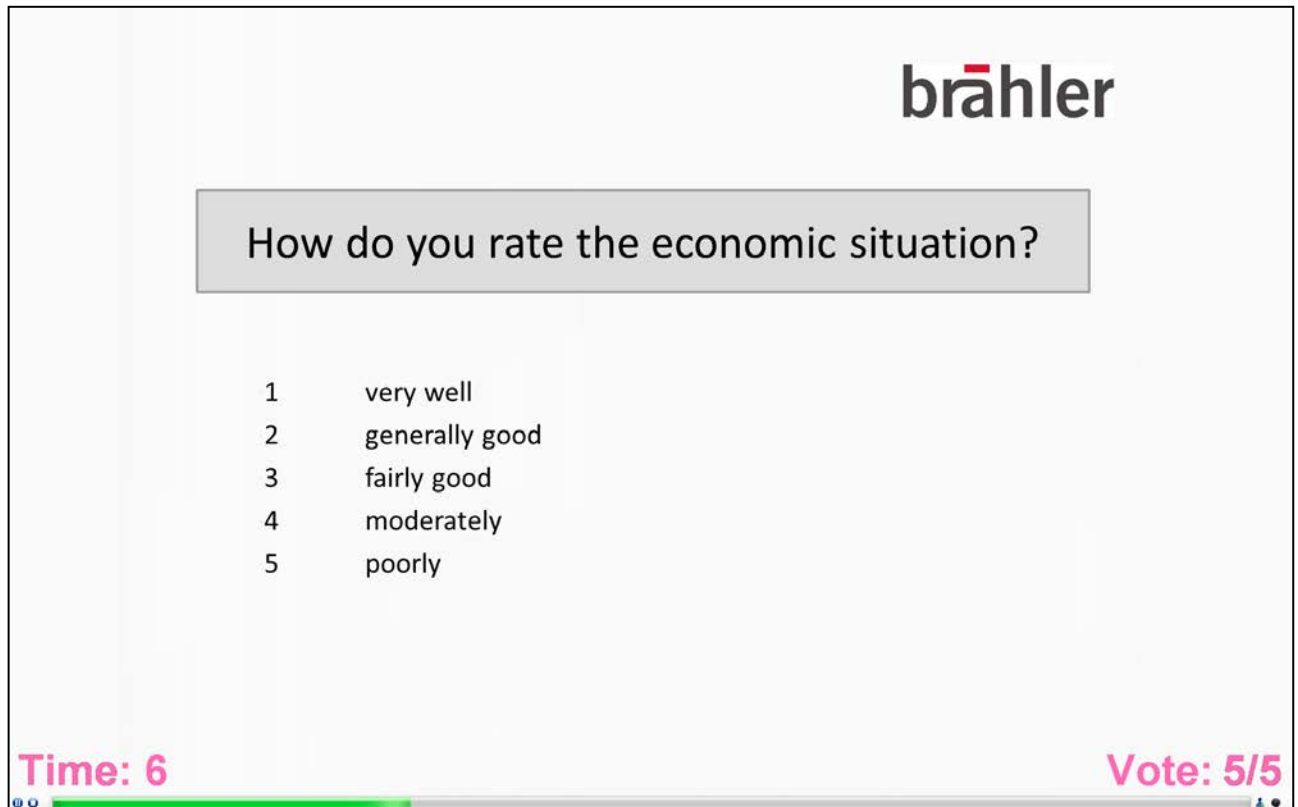 brähler
How do you rate the economic situation?
1 very well
2 generally good
3 fairly good
4 moderately
5 poorly
Time: 6
Vote: 5/5